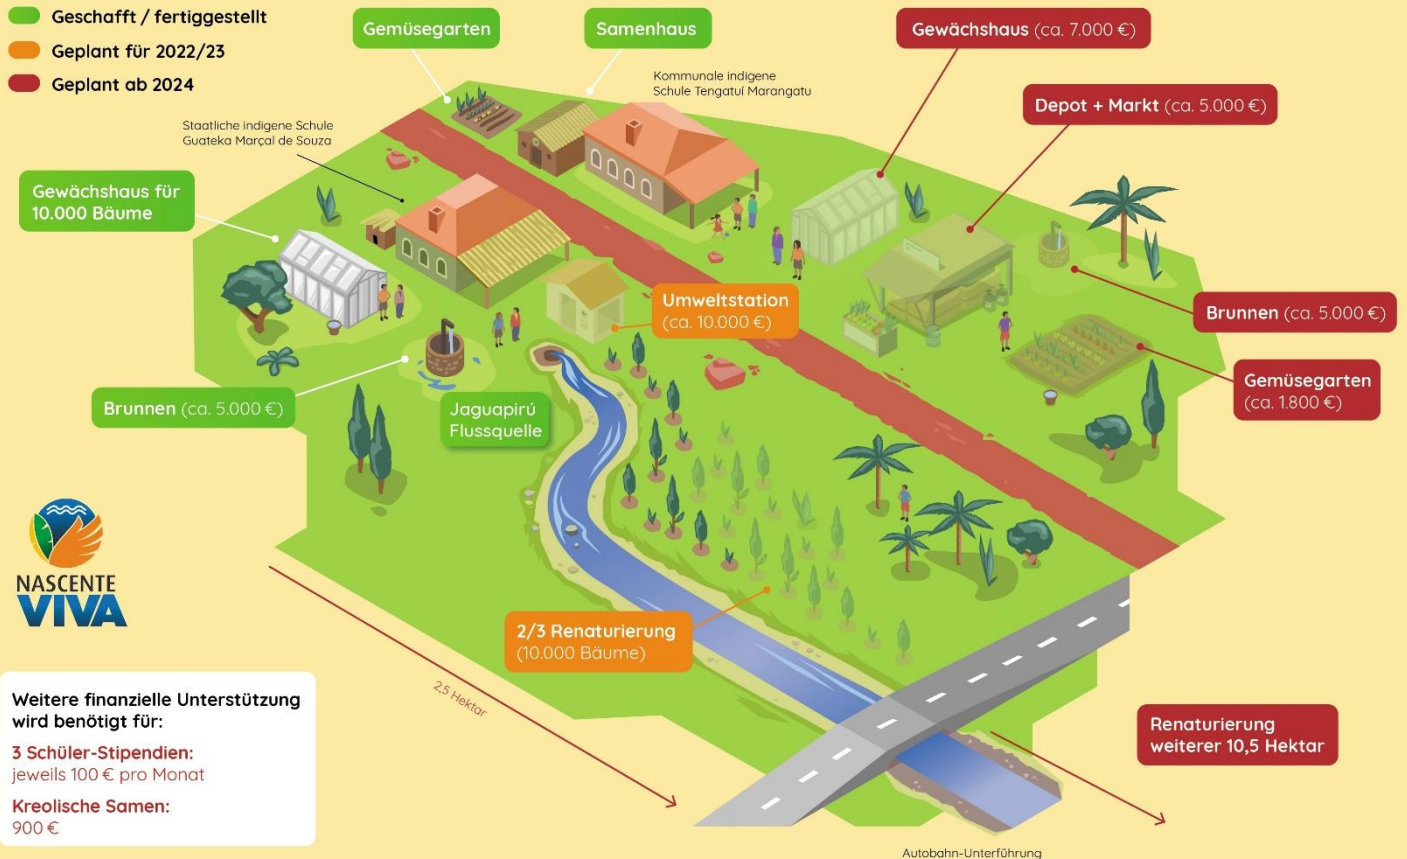 Geschafft / fertiggestellt
Geplant für 2022/23
Geplant ab 2024
Gemüsegarten
Samenhaus
Gewächshaus (ca. 7.000 €)
Kommunale indigene
Schule Tengatuí Marangatu
Depot + Markt (ca. 5.000 €)
Staatliche indigene Schule
Guateka Marçal de Souza
Gewächshaus für
10.000 Bäume
Umweltstation
(ca. 10.000 €)
Brunnen (ca. 5.000 €)
Gemüsegarten
(ca. 1.800 €)
Brunnen (ca. 5.000 €)
Jaguapirú
Flussquelle
NASCENTE
VIVA
2/3 Renaturierung
(10.000 Bäume)
2,5 Hektar
Weitere finanzielle Unterstützung
wird benötigt für:
3 Schüler-Stipendien:
jeweils 100 € pro Monat
Kreolische Samen:
900 €
Renaturierung
weiterer 10,5 Hektar
Autobahn-Unterführung